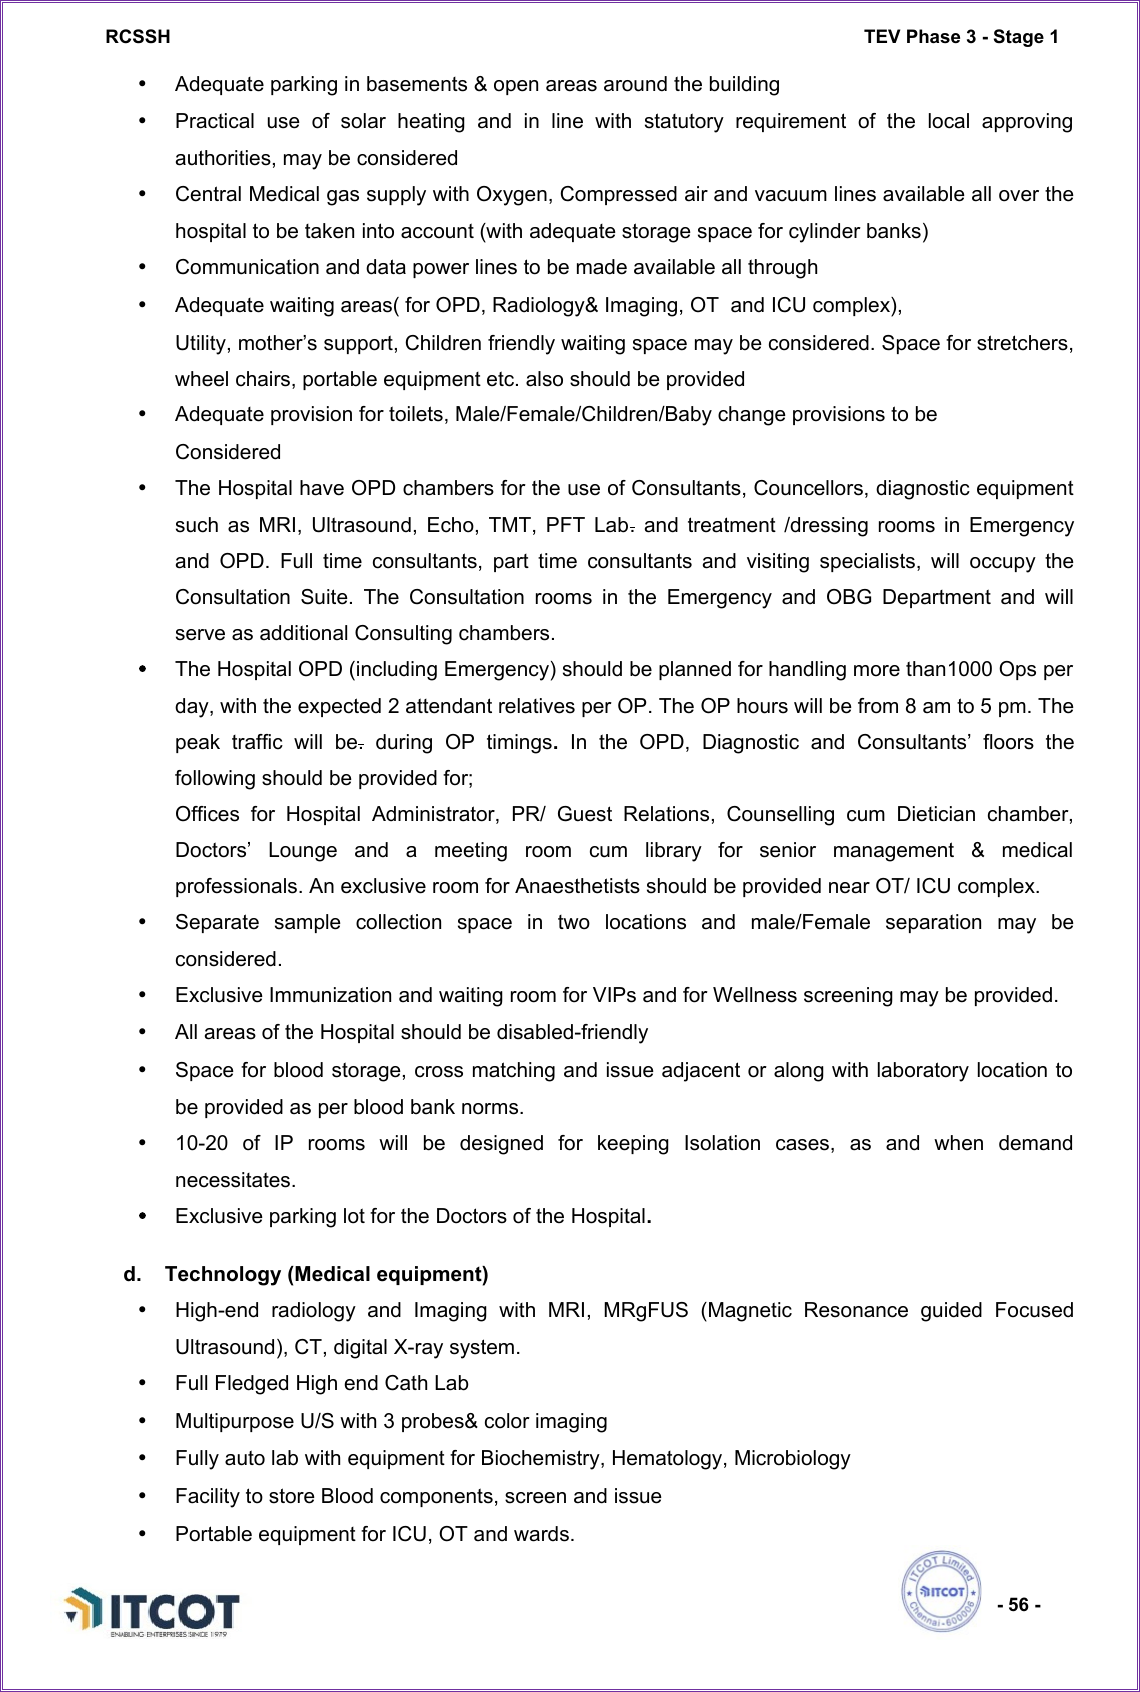 RCSSH TEV Phase 3 - Stage 1
• Adequate parking in basements & open areas around the building
• Practical use of solar heating and in line with statutory requirement of the local approving
authorities, may be considered
• Central Medical gas supply with Oxygen, Compressed air and vacuum lines available all over the
hospital to be taken into account (with adequate storage space for cylinder banks)
• Communication and data power lines to be made available all through
• Adequate waiting areas( for OPD, Radiology& Imaging, OT and ICU complex),
Utility, mother’s support, Children friendly waiting space may be considered. Space for stretchers,
wheel chairs, portable equipment etc. also should be provided
• Adequate provision for toilets, Male/Female/Children/Baby change provisions to be
Considered
• The Hospital have OPD chambers for the use of Consultants, Councellors, diagnostic equipment
such as MRI, Ultrasound, Echo, TMT, PFT Lab. and treatment /dressing rooms in Emergency
and OPD. Full time consultants, part time consultants and visiting specialists, will occupy the
Consultation Suite. The Consultation rooms in the Emergency and OBG Department and will
serve as additional Consulting chambers.
• The Hospital OPD (including Emergency) should be planned for handling more than1000 Ops per
day, with the expected 2 attendant relatives per OP. The OP hours will be from 8 am to 5 pm. The
peak traffic will be. during OP timings. In the OPD, Diagnostic and Consultants’ floors the
following should be provided for;
Offices for Hospital Administrator, PR/ Guest Relations, Counselling cum Dietician chamber,
Doctors’ Lounge and a meeting room cum library for senior management & medical
professionals. An exclusive room for Anaesthetists should be provided near OT/ ICU complex.
• Separate sample collection space in two locations and male/Female separation may be
considered.
• Exclusive Immunization and waiting room for VIPs and for Wellness screening may be provided.
• All areas of the Hospital should be disabled-friendly
• Space for blood storage, cross matching and issue adjacent or along with laboratory location to
be provided as per blood bank norms.
• 10-20 of IP rooms will be designed for keeping Isolation cases, as and when demand
necessitates.
• Exclusive parking lot for the Doctors of the Hospital.
d. Technology (Medical equipment)
• High-end radiology and Imaging with MRI, MRgFUS (Magnetic Resonance guided Focused
Ultrasound), CT, digital X-ray system.
• Full Fledged High end Cath Lab
• Multipurpose U/S with 3 probes& color imaging
• Fully auto lab with equipment for Biochemistry, Hematology, Microbiology
• Facility to store Blood components, screen and issue
• Portable equipment for ICU, OT and wards.
ITCOT
ENABLING ENTERPRISES SINCE 1979
ITCOT Limited
ITCOT
Chennai-600006
- 56 -